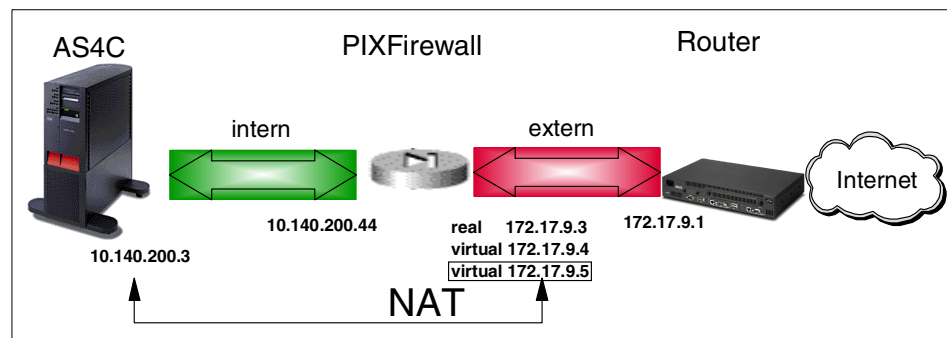 AS4C
PIXFirewall
Router
intern
extern
Internet
10.140.200.3
10.140.200.44
real 172.17.9.3
virtual 172.17.9.4
virtual 172.17.9.5
172.17.9.1
NAT